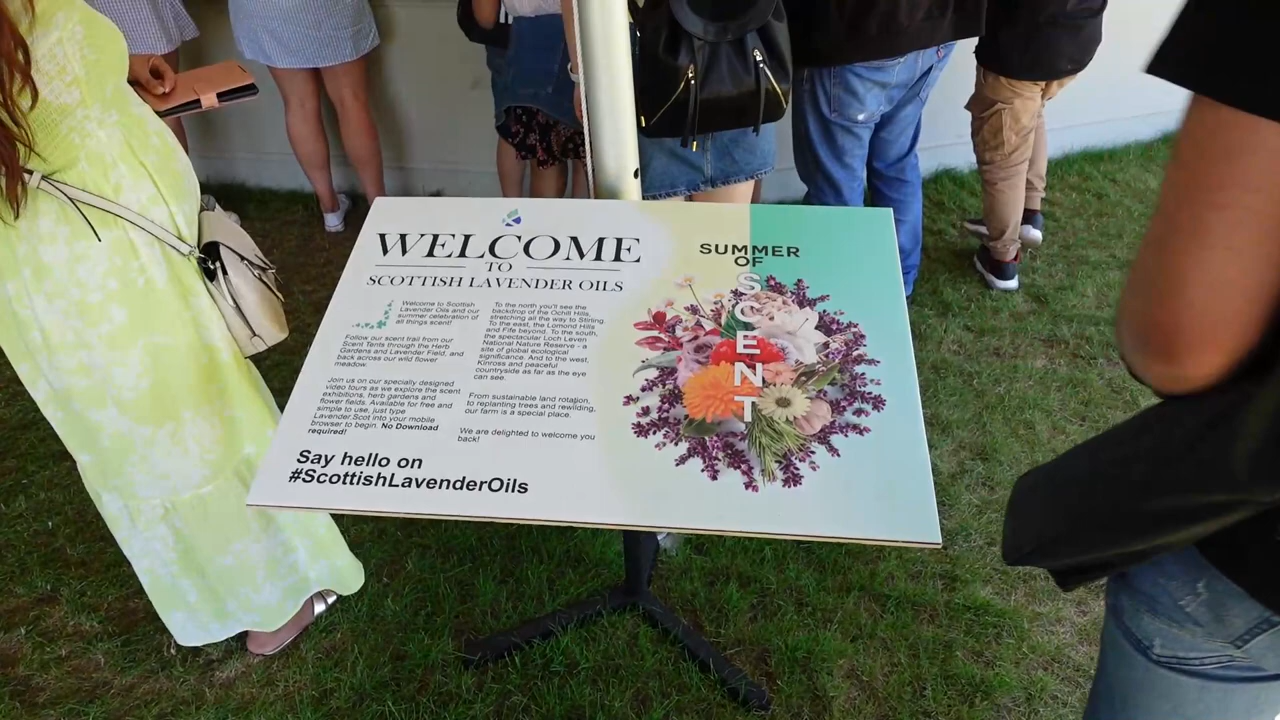 WELCOME
TO
SCOTTISH LAVENDER OILS
Welcome to Scottish
Lavender Oils and our
summer celebration of
all things scent!
Follow our scent trail from our
Scent Tents through the Herb
Gardens and Lavender Field, and
back across our wild flower
meadow.
Join us on our specially designed
video tours as we explore the scent
exhibitions, herb gardens and
flower fields. Available for free and
simple to use, just type
Lavender.Scot into your mobile
browser to begin. No Download
required!
To the north you'll see the
backdrop of the Ochill Hills,
stretching all the way to Stirling.
To the east, the Lomond Hills
and Fife beyond. To the south,
the spectacular Loch Leven
National Nature Reserve - a
site of global ecological
significance. And to the west,
Kinross and peaceful
countryside as far as the eye
can see.
From sustainable land rotation,
to replanting trees and rewilding,
our farm is a special place.
We are delighted to welcome you
back!
Say hello on
#ScottishLavenderOils
SUMMER
OF
SCENT